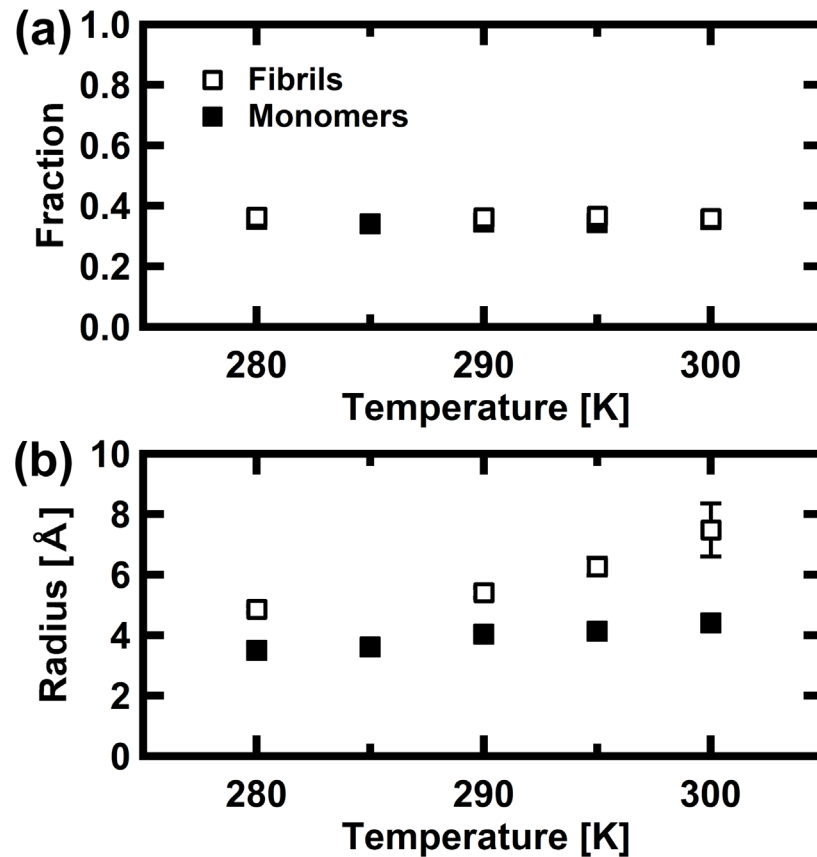 (a)
1.0
0.8
0.6
0.4
0.2
0.0
Fraction
Fibrils
Monomers
280 290 300
Temperature [K]
(b)
10
8
6
4
2
0
Radius [Å]
280 290 300
Temperature [K]